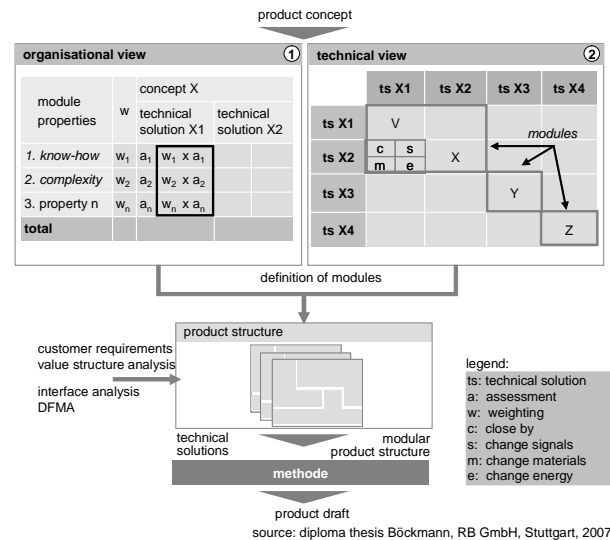 product concept
organisational view 1
module properties
w
concept X
technical solution X1
technical solution X2
1. know-how w1 a1 w1 x a1
2. complexity w2 a2 w2 x a2
3. property n wn an wn x an
total
technical view 2
ts X1 ts X2 ts X3 ts X4
ts X1 V
modules
ts X2 c s X
m e
ts X3 Y
ts X4 Z
definition of modules
product structure
customer requirements
value structure analysis
interface analysis
DFMA
technical solutions
modular product structure
methode
product draft
legend:
ts: technical solution
a: assessment
w: weighting
c: close by
s: change signals
m: change materials
e: change energy
source: diploma thesis Böckmann, RB GmbH, Stuttgart, 2007